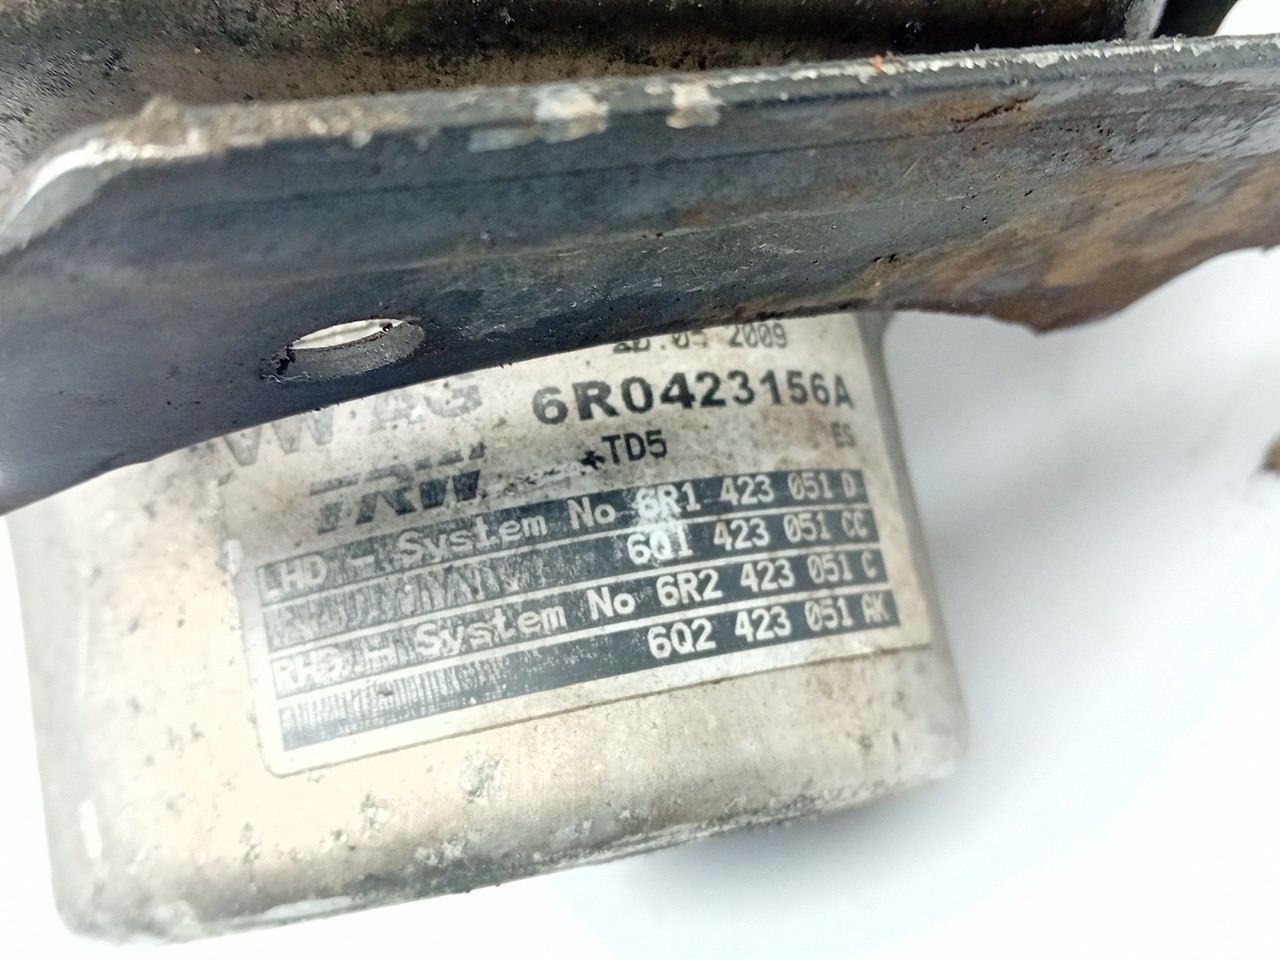 .05 2009
VW AG 6R0423156A
TRW TD5 ES
LHD - System No 6R1 423 051 D
6Q1 423 051 CC
RHD - System No 6R2 423 051 C
6Q2 423 051 AK